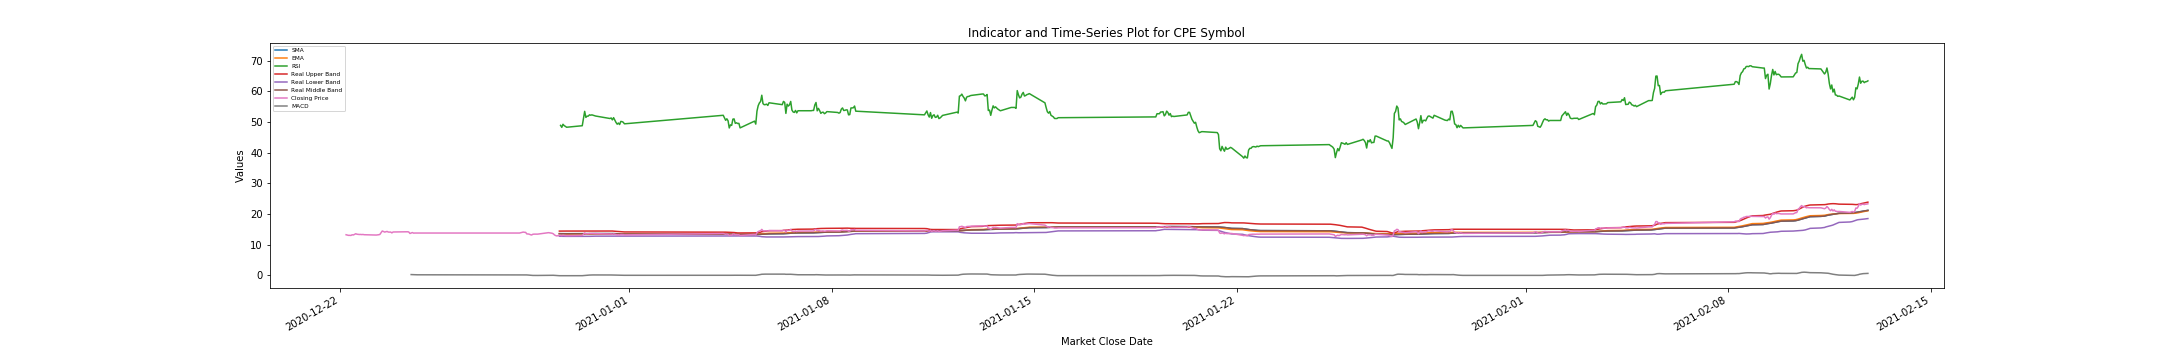 Indicator and Time-Series Plot for CPE Symbol
SMA
EMA
RSI
Real Upper Band
Real Lower Band
Real Middle Band
Closing Price
MACD
70
60
50
40
30
20
10
0
Values
2020-12-22
2021-01-01
2021-01-08
2021-01-15
2021-01-22
2021-02-01
2021-02-08
2021-02-15
Market Close Date